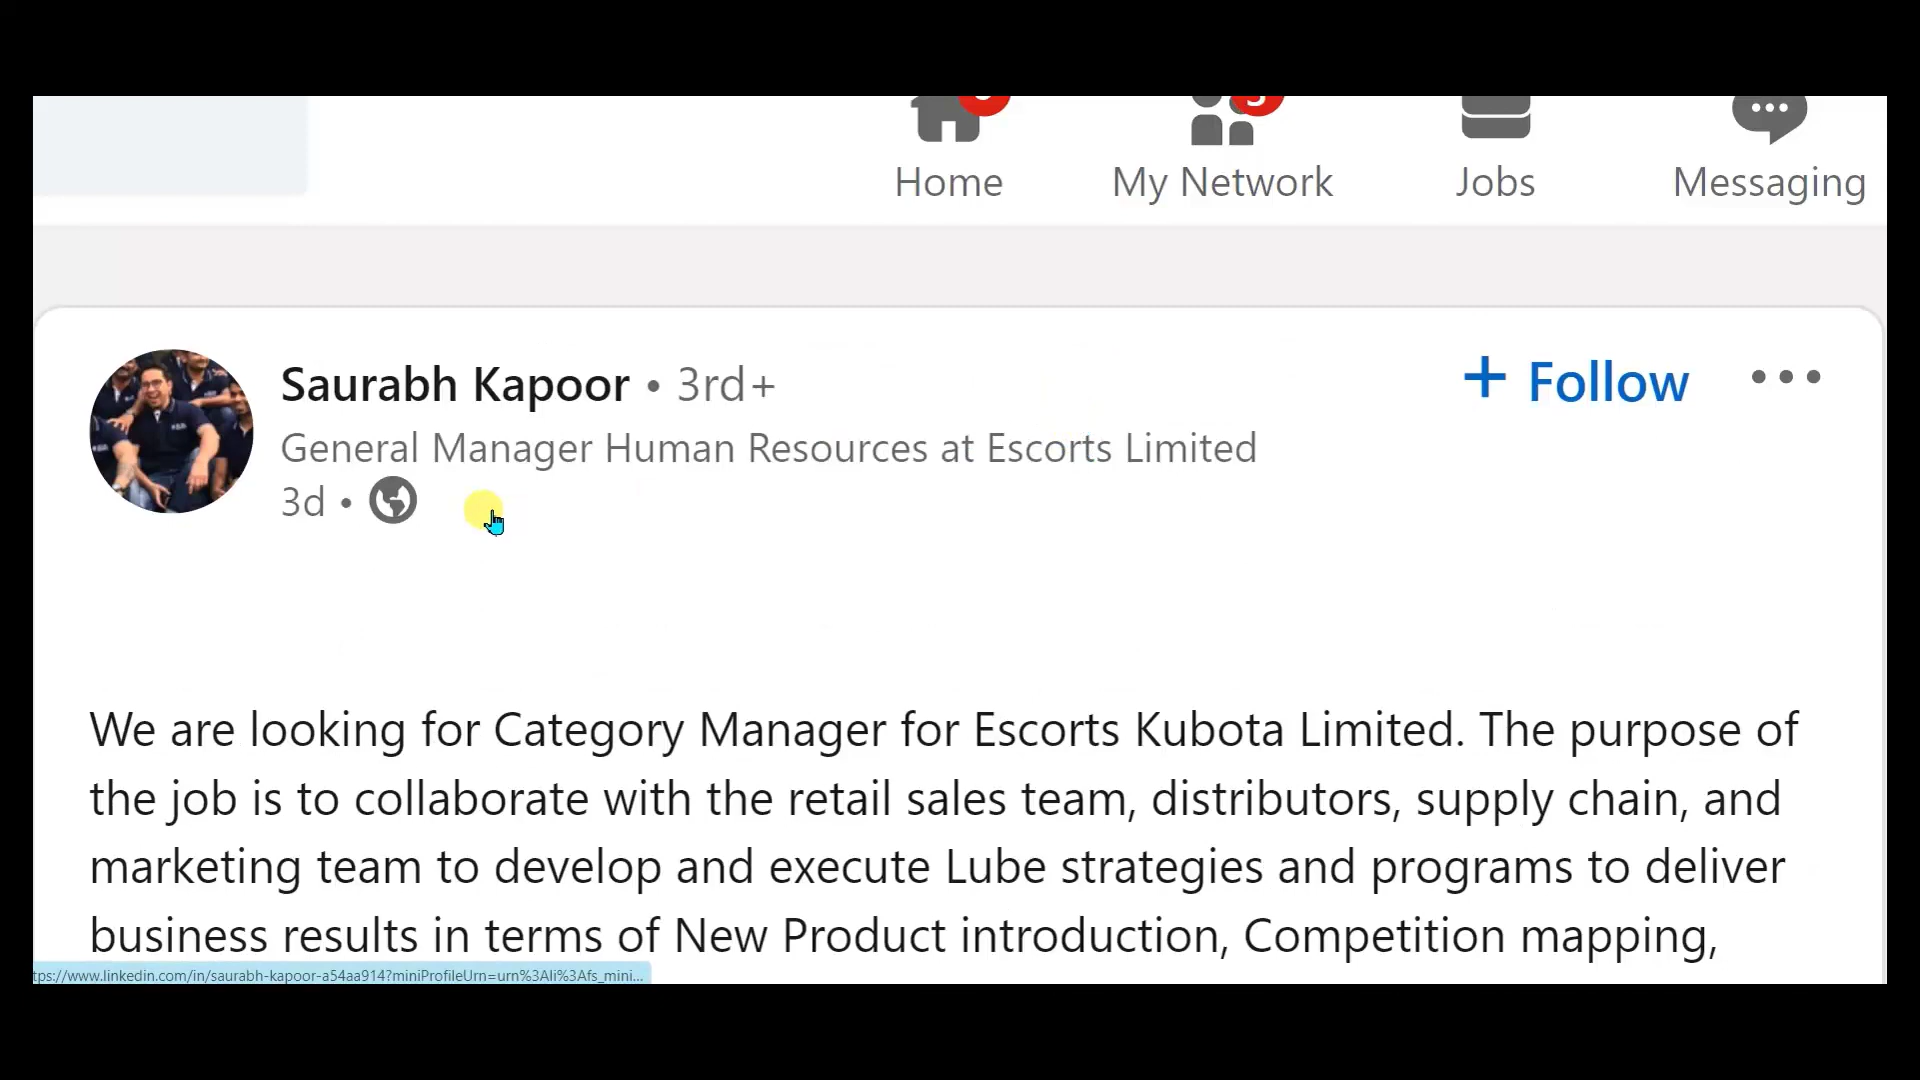 Home My Network Jobs Messaging
Saurabh Kapoor • 3rd+
+ Follow
General Manager Human Resources at Escorts Limited
3d •
We are looking for Category Manager for Escorts Kubota Limited. The purpose of
the job is to collaborate with the retail sales team, distributors, supply chain, and
marketing team to develop and execute Lube strategies and programs to deliver
business results in terms of New Product introduction, Competition mapping,
tps://www.linkedin.com/in/saurabh-kapoor-a54aa914?miniProfileUrn=urn%3Ali%3Afs_mini...